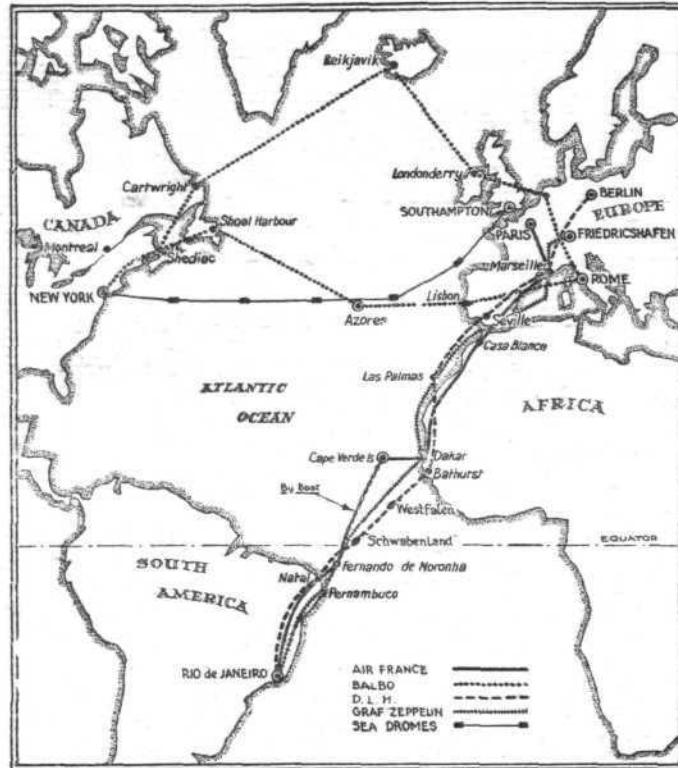 Reikjavik
Cartwright
Londonderry
SOUTHAMPTON
BERLIN
EUROPE
CANADA
Shoal Harbour
PARIS
FRIEDRICSHAFEN
Montreal
Shediac
Marseille
ROME
NEW YORK
Azores
Lisbon
Seville
Casa Blanca
Las Palmas
ATLANTIC
OCEAN
AFRICA
Cape Verde Is
Dakar
Bathurst
By Boat
Westfalen
Schwabenland
EQUATOR
SOUTH
AMERICA
Natal
Fernando de Noronha
Pernambuco
RIO de JANEIRO
AIR FRANCE
BALBO
D. L. H.
GRAF ZEPPELIN
SEA DROMES